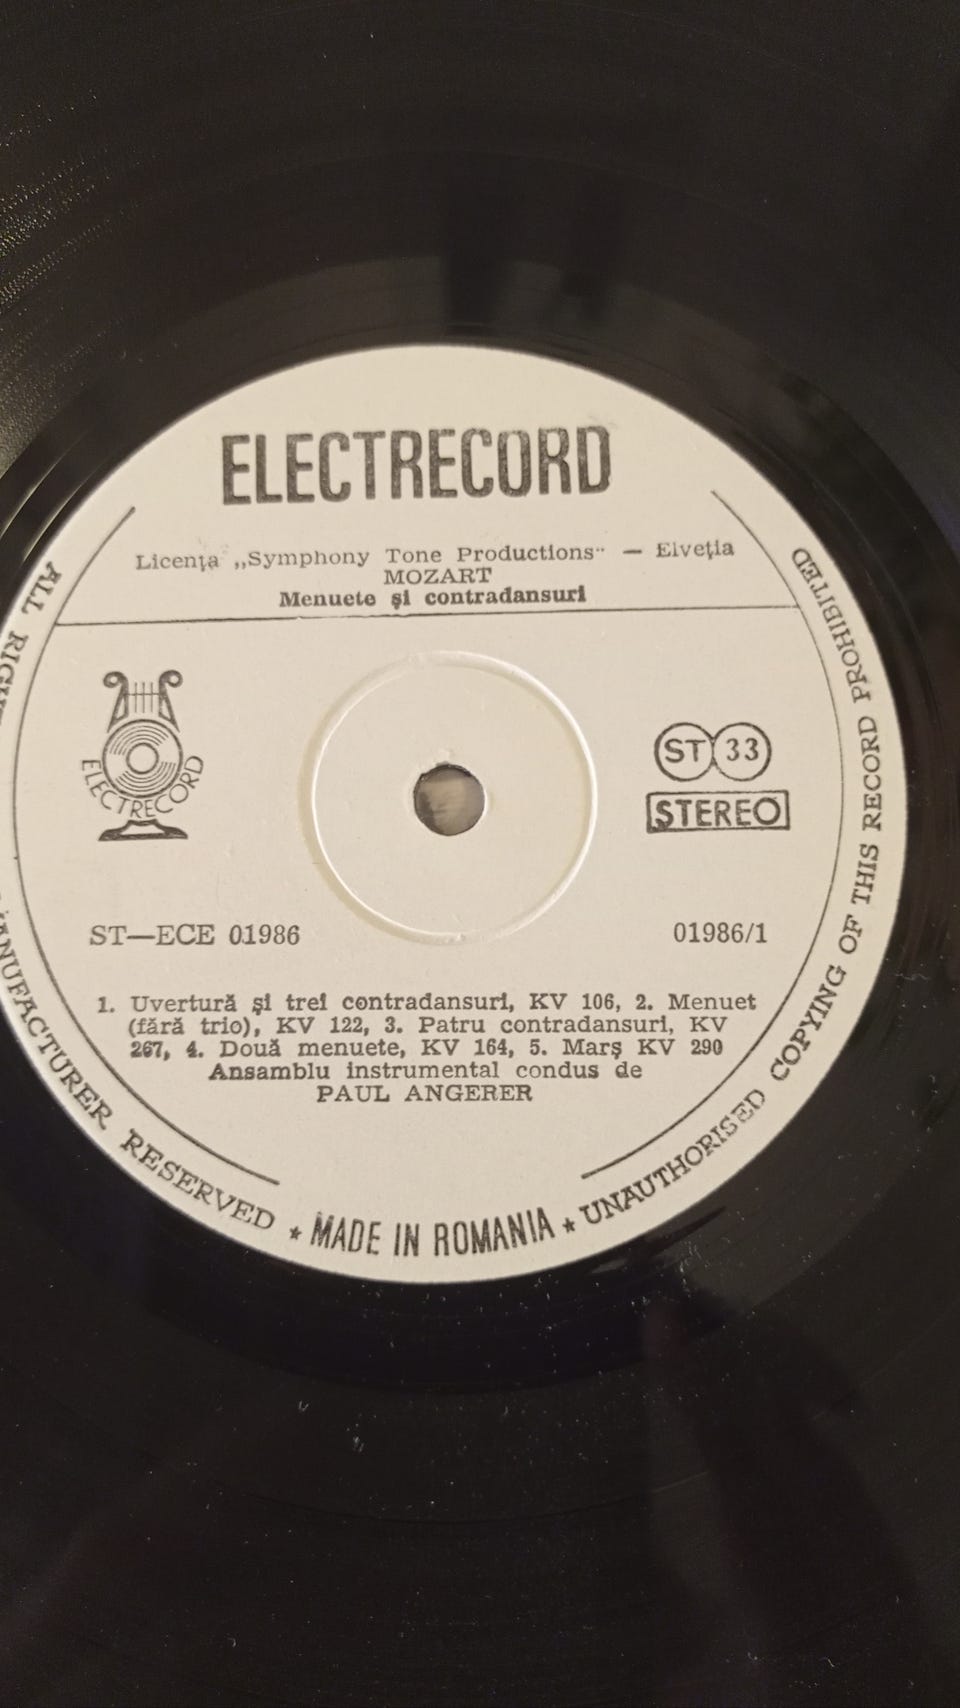 ELECTRECORD
Licența „Symphony Tone Productions" — Elveția
MOZART
Menuete și contradansuri
ELECTRECORD
ST 33
STEREO
ST—ECE 01986
01986/1
1. Uvertură și trei contradansuri, KV 106, 2. Menuet
(fără trio), KV 122, 3. Patru contradansuri, KV
267, 4. Două menuete, KV 164, 5. Marș KV 290
Ansamblu instrumental condus de
PAUL ANGERER
ALL
MANUFACTURER RESERVED ★ MADE IN ROMANIA ★ UNAUTHORISED COPYING OF THIS RECORD PROHIBITED